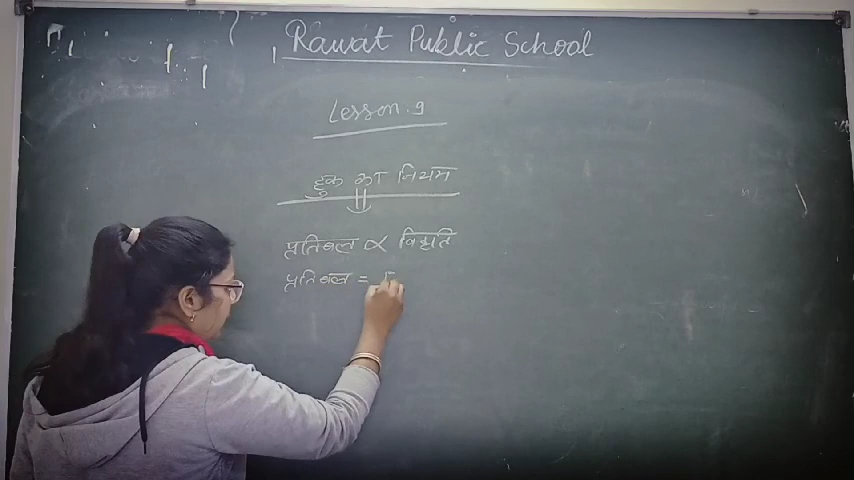 Rawat Public School
Lesson.9
हुक का नियम
प्रतिबल ∝ विकृति
प्रतिबल =